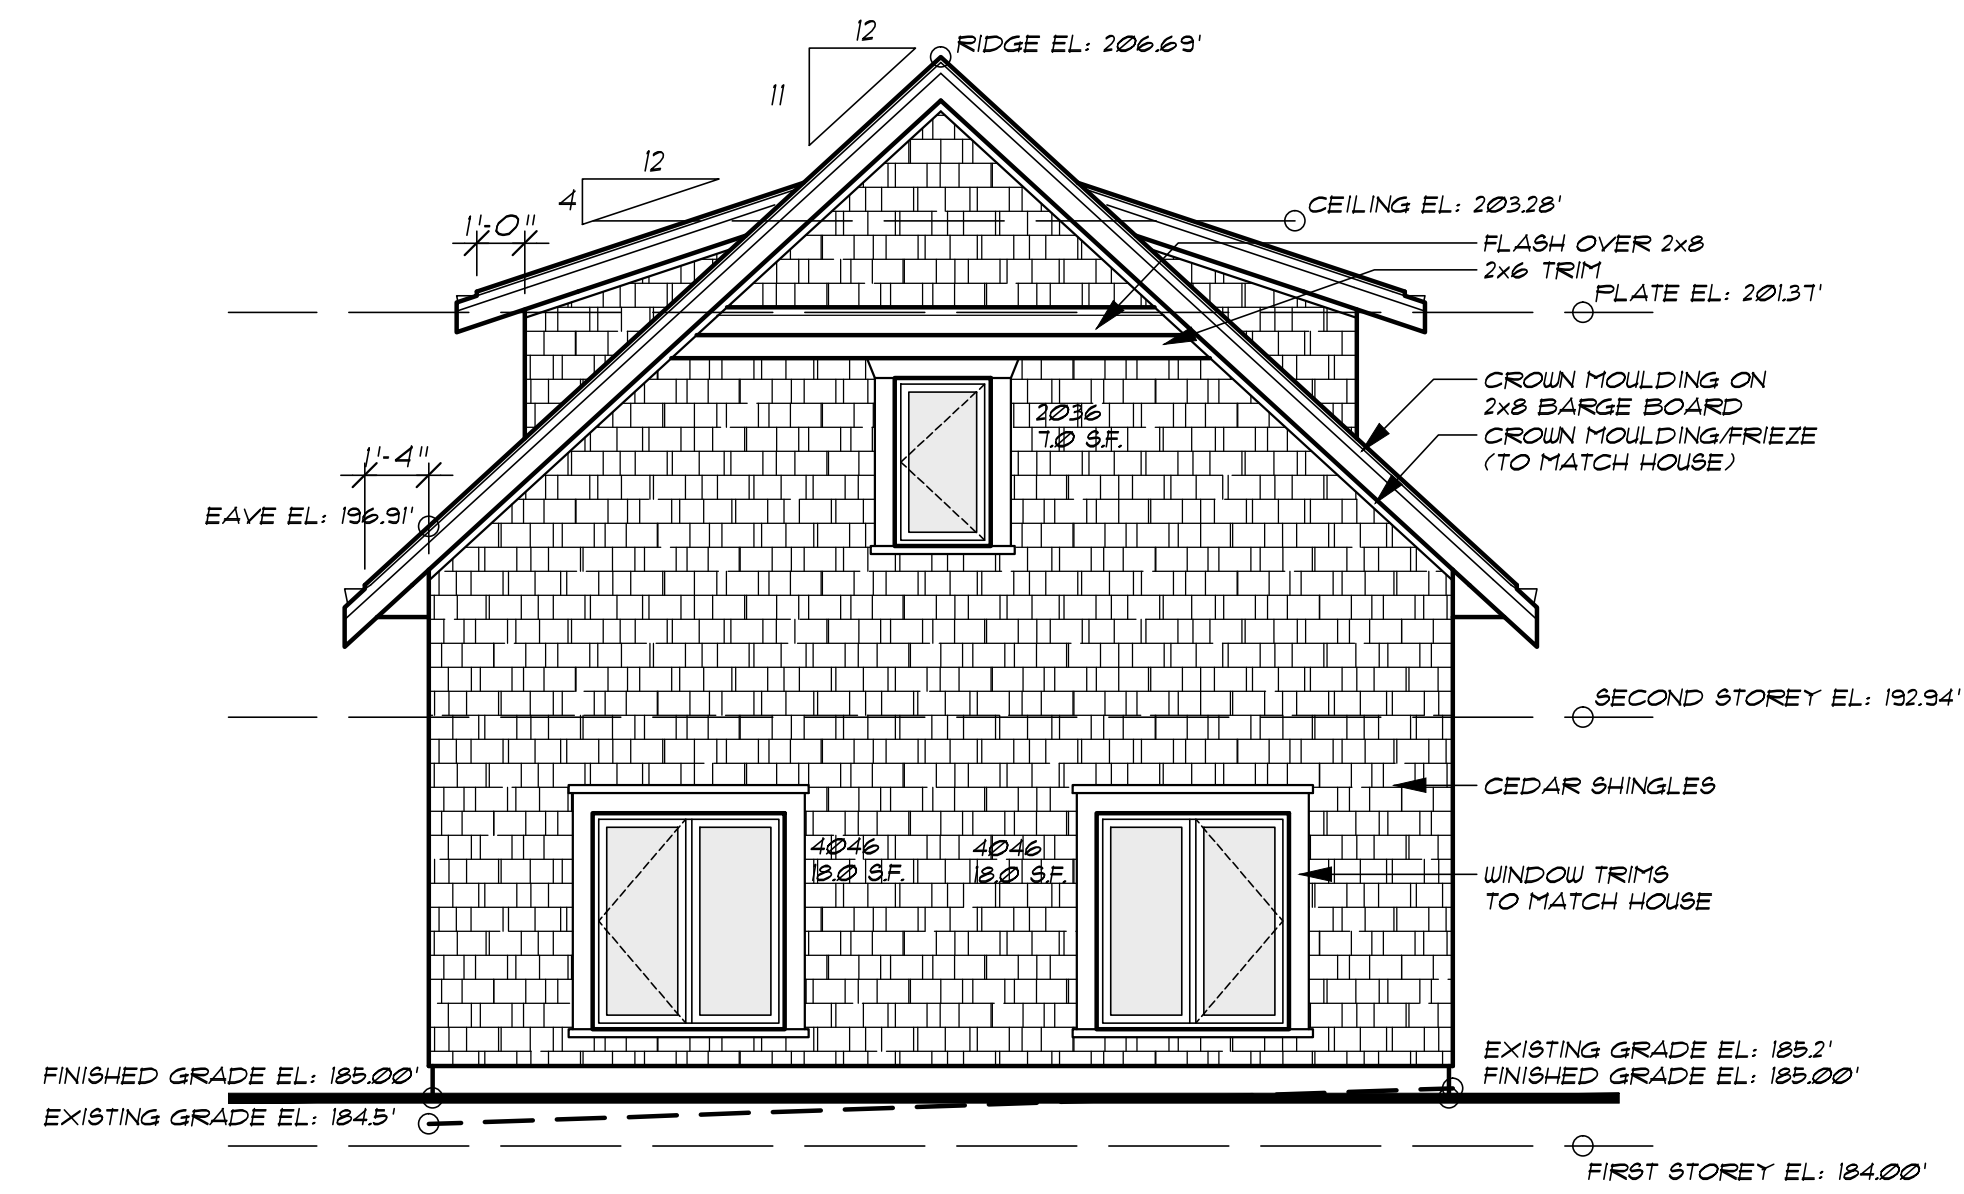 12
RIDGE EL: 206.69'
11
12
4
1'-0"
CEILING EL: 203.28'
FLASH OVER 2x8
2x6 TRIM
PLATE EL: 201.37'
CROWN MOULDING ON
2x8 BARGE BOARD
2036
7.0 S.F.
CROWN MOULDING/FRIEZE
(TO MATCH HOUSE)
1'-4"
EAVE EL: 196.91'
SECOND STOREY EL: 192.94'
CEDAR SHINGLES
4046
18.0 S.F.
4046
18.0 S.F.
WINDOW TRIMS
TO MATCH HOUSE
EXISTING GRADE EL: 185.2'
FINISHED GRADE EL: 185.00'
FINISHED GRADE EL: 185.00'
EXISTING GRADE EL: 184.5'
FIRST STOREY EL: 184.00'